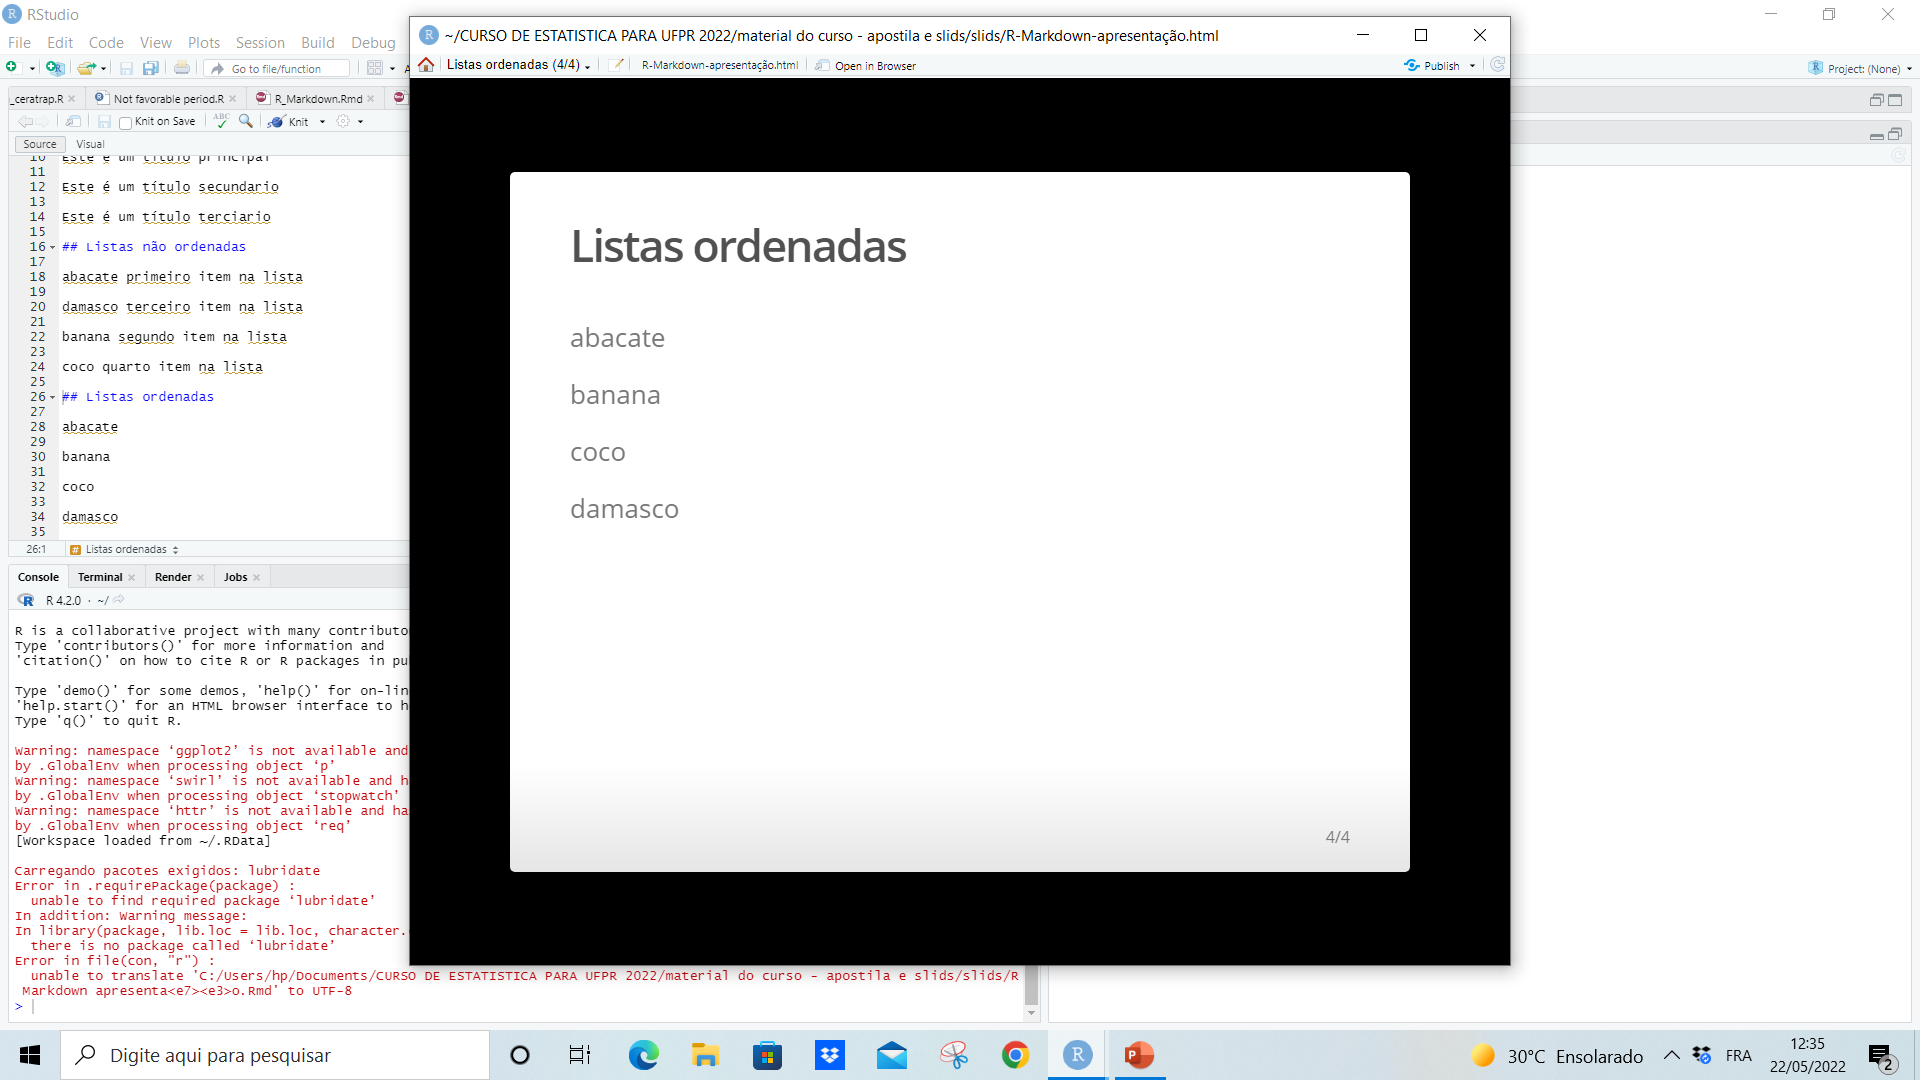 RStudio
File Edit Code View Plots Session Build Debug
Go to file/function
Project: (None)
_ceratrap.R Not favorable period.R R_Markdown.Rmd
Knit on Save ABC Knit
Source Visual
10 Este é um título principal
11
12 Este é um título secundario
13
14 Este é um título terciario
15
16 ## Listas não ordenadas
17
18 abacate primeiro item na lista
19
20 damasco terceiro item na lista
21
22 banana segundo item na lista
23
24 coco quarto item na lista
25
26 ## Listas ordenadas
27
28 abacate
29
30 banana
31
32 coco
33
34 damasco
35
26:1 # Listas ordenadas
Console Terminal Render Jobs
R 4.2.0 · ~/
R is a collaborative project with many contributo
Type 'contributors()' for more information and
'citation()' on how to cite R or R packages in pu
Type 'demo()' for some demos, 'help()' for on-lin
'help.start()' for an HTML browser interface to h
Type 'q()' to quit R.
Warning: namespace ‘ggplot2’ is not available and
by .GlobalEnv when processing object ‘p’
Warning: namespace ‘swirl’ is not available and h
by .GlobalEnv when processing object ‘stopwatch’
Warning: namespace ‘httr’ is not available and ha
by .GlobalEnv when processing object ‘req’
[Workspace loaded from ~/.RData]
Carregando pacotes exigidos: lubridate
Error in .requirePackage(package) :
unable to find required package ‘lubridate’
In addition: Warning message:
In library(package, lib.loc = lib.loc, character.
there is no package called ‘lubridate’
Error in file(con, "r") :
unable to translate 'C:/Users/hp/Documents/CURSO DE ESTATISTICA PARA UFPR 2022/material do curso - apostila e slids/slids/R
Markdown apresenta<e7><e3>o.Rmd' to UTF-8
>
~/CURSO DE ESTATISTICA PARA UFPR 2022/material do curso - apostila e slids/slids/R-Markdown-apresentação.html
Listas ordenadas (4/4) R-Markdown-apresentação.html Open in Browser Publish
Listas ordenadas
abacate
banana
coco
damasco
4/4
Digite aqui para pesquisar
30°C Ensolarado FRA
12:35
22/05/2022
2